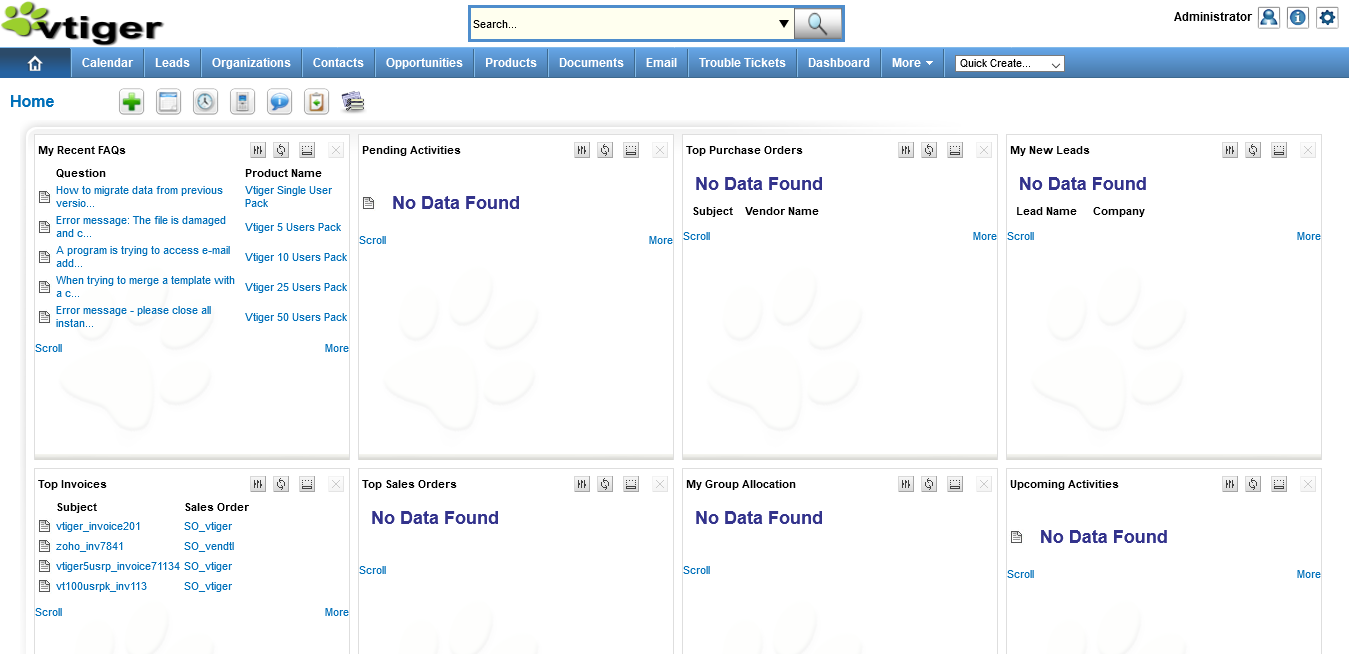 vtiger
Search...
Administrator
Calendar Leads Organizations Contacts Opportunities Products Documents Email Trouble Tickets Dashboard More Quick Create...
Home
My Recent FAQs
Question Product Name
How to migrate data from previous versio...
Vtiger Single User Pack
Error message: The file is damaged and c...
Vtiger 5 Users Pack
A program is trying to access e-mail add...
Vtiger 10 Users Pack
When trying to merge a template with a c...
Vtiger 25 Users Pack
Error message - please close all instan...
Vtiger 50 Users Pack
Scroll More
Pending Activities
No Data Found
Scroll More
Top Purchase Orders
No Data Found
Subject Vendor Name
Scroll More
My New Leads
No Data Found
Lead Name Company
Scroll More
Top Invoices
Subject Sales Order
vtiger_invoice201 SO_vtiger
zoho_inv7841 SO_vendtl
vtiger5usrp_invoice71134 SO_vtiger
vt100usrpk_inv113 SO_vtiger
Scroll More
Top Sales Orders
No Data Found
Scroll
My Group Allocation
No Data Found
Scroll
Upcoming Activities
No Data Found
Scroll More